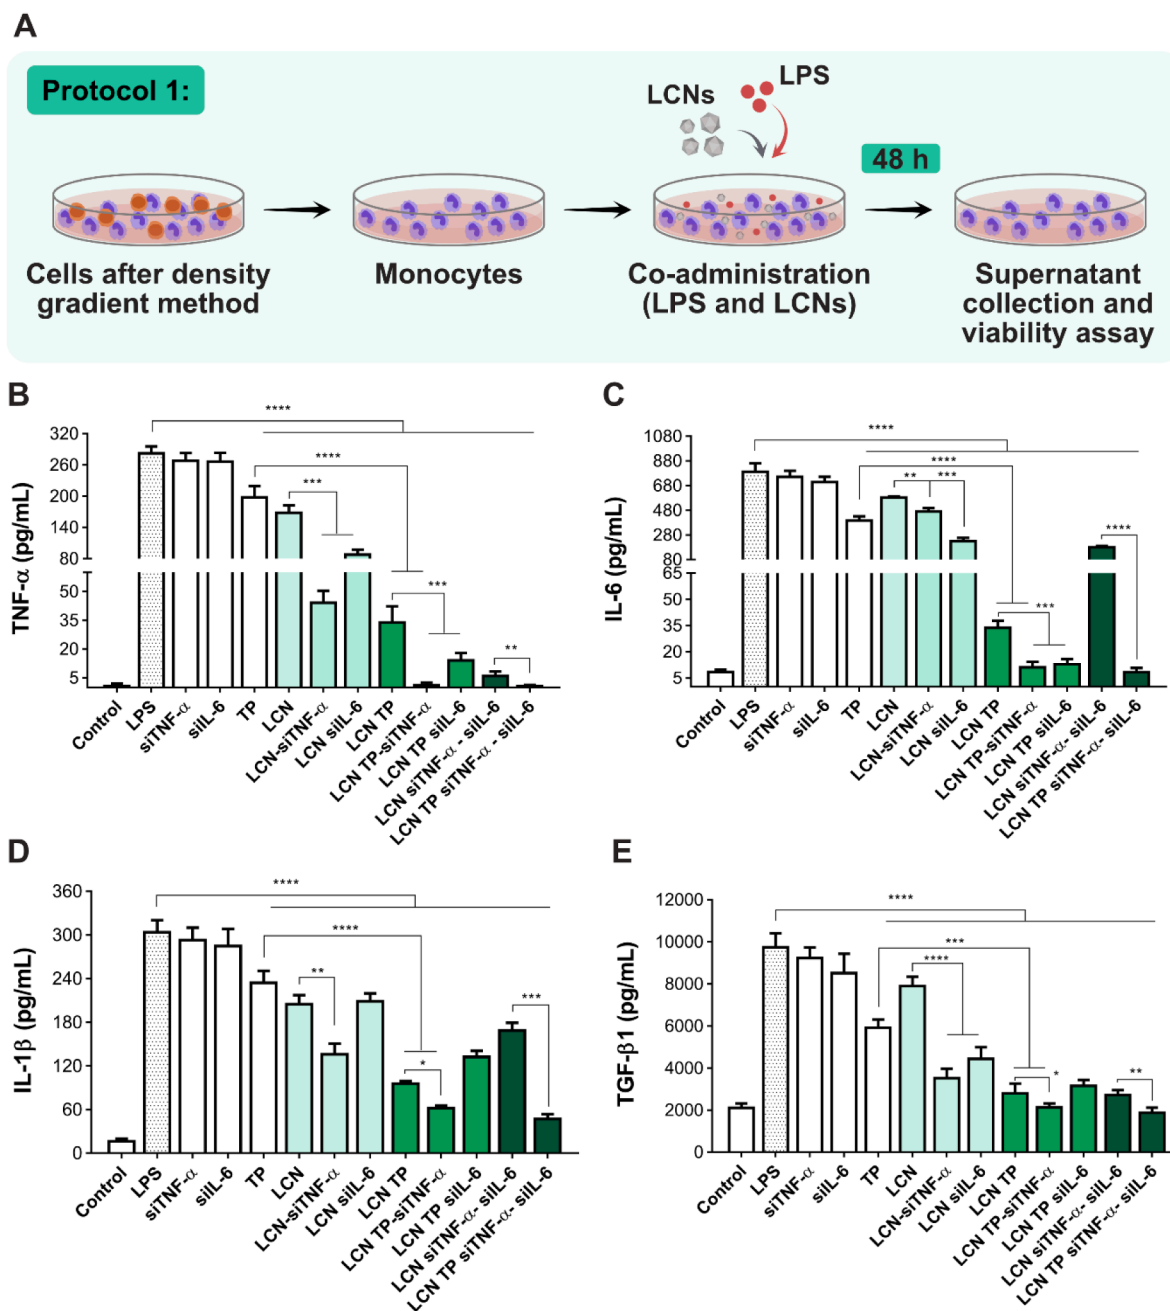 A
Protocol 1:
LCNs
LPS
48 h
Cells after density
gradient method
Monocytes
Co-administration
(LPS and LCNs)
Supernatant
collection and
viability assay
B
TNF-α (pg/mL)
320
260
200
140
80
50
35
20
5
****
****
***
***
**
Control
LPS
siTNF-α
siIL-6
TP
LCN
LCN-siTNF-α
LCN siIL-6
LCN TP
LCN TP-siTNF-α
LCN TP siIL-6
LCN siTNF-α - siIL-6
LCN TP siTNF-α - siIL-6
C
IL-6 (pg/mL)
1080
880
680
480
280
80
65
50
35
20
5
****
****
**
***
****
***
Control
LPS
siTNF-α
siIL-6
TP
LCN
LCN-siTNF-α
LCN siIL-6
LCN TP
LCN TP-siTNF-α
LCN TP siIL-6
LCN siTNF-α- siIL-6
LCN TP siTNF-α- siIL-6
D
IL-1β (pg/mL)
360
300
240
180
120
60
0
****
****
**
***
*
Control
LPS
siTNF-α
siIL-6
TP
LCN
LCN-siTNF-α
LCN siIL-6
LCN TP
LCN TP-siTNF-α
LCN TP siIL-6
LCN siTNF-α- siIL-6
LCN TP siTNF-α- siIL-6
E
TGF-β1 (pg/mL)
12000
10000
8000
6000
4000
2000
0
****
***
****
*
**
Control
LPS
siTNF-α
siIL-6
TP
LCN
LCN-siTNF-α
LCN siIL-6
LCN TP
LCN TP-siTNF-α
LCN TP siIL-6
LCN siTNF-α- siIL-6
LCN TP siTNF-α- siIL-6